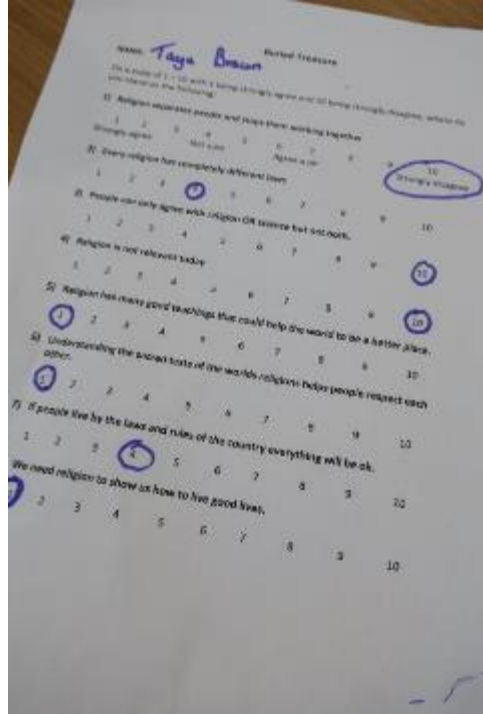 Buried Treasure
NAME: Taya Brown
On a scale of 1 – 10 with 1 being strongly agree and 10 being strongly disagree, where do
you stand on the following:
1) Religion separates people and stops them working together
1 2 3 4 5 6 7 8 9 10
Strongly agree Not sure Strongly disagree
2) Every religion has completely different laws
1 2 3 4 5 6 7 8 9 10
3) People can only agree with religion OR science but not both.
1 2 3 4 5 6 7 8 9 10
4) Religion is not relevant today
1 2 3 4 5 6 7 8 9 10
5) Religion has many good teachings that could help the world to be a better place.
1 2 3 4 5 6 7 8 9 10
6) Understanding the sacred texts of the worlds religions helps people respect each
other.
1 2 3 4 5 6 7 8 9 10
7) If people live by the laws and rules of the country everything will be ok.
1 2 3 4 5 6 7 8 9 10
We need religion to show us how to live good lives.
1 2 3 4 5 6 7 8 9 10